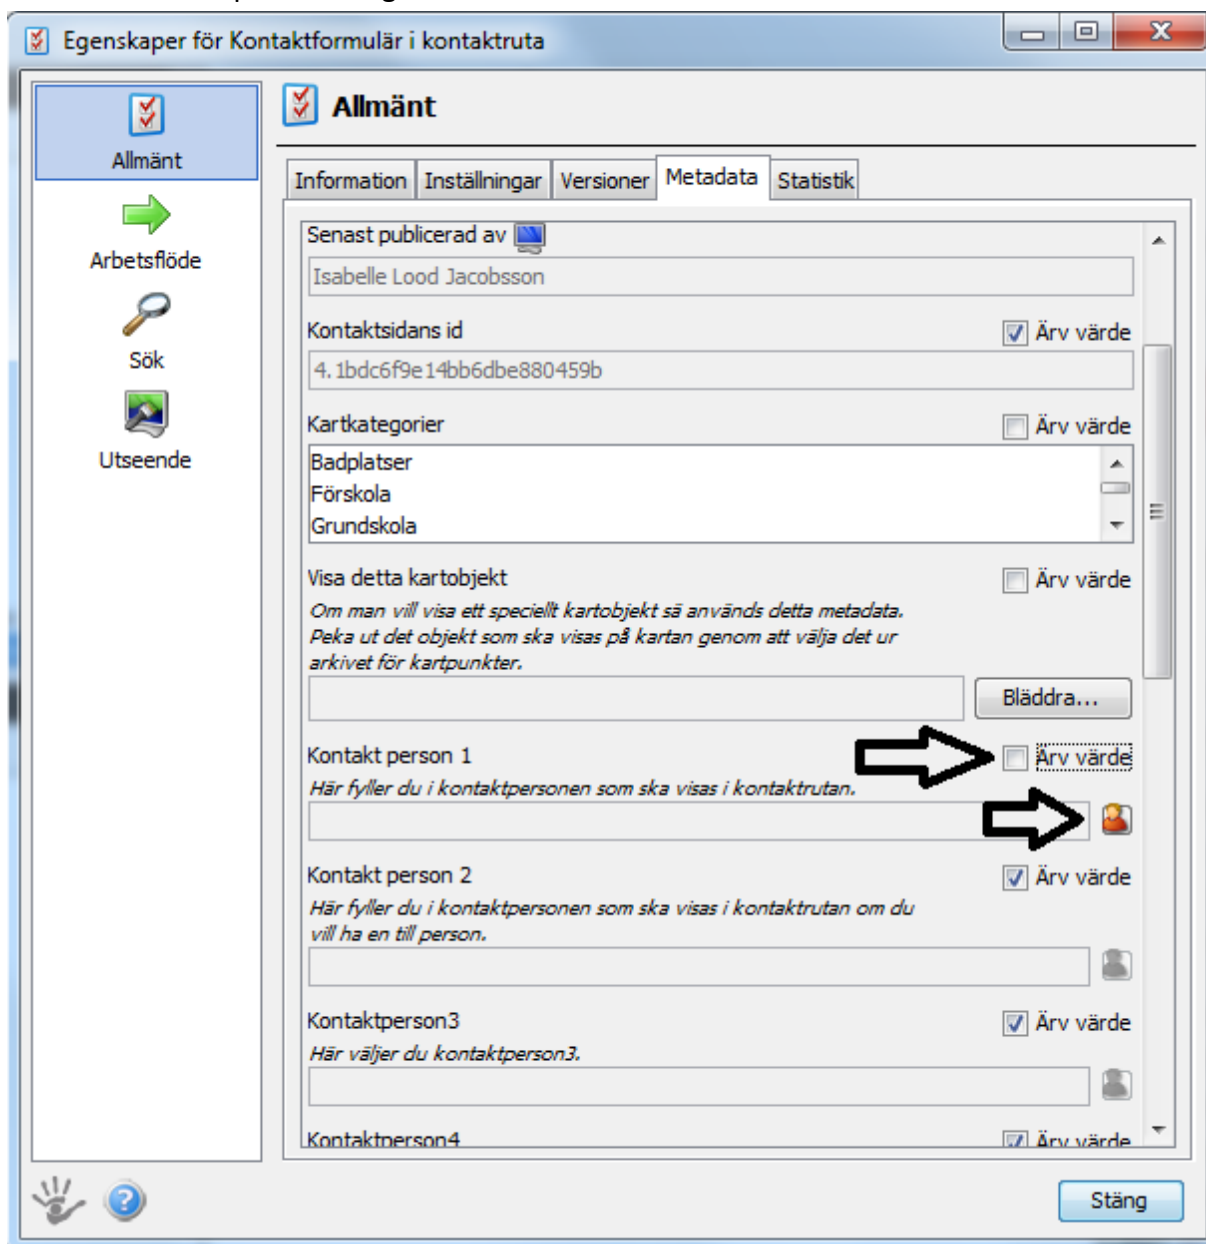 Egenskaper för Kontaktformulär i kontaktruta
Allmänt
Arbetsflöde
Sök
Utseende
Allmänt
Information Inställningar Versioner Metadata Statistik
Senast publicerad av
Isabelle Lood Jacobsson
Kontaktsidans id Ärv värde
4.1bdc6f9e14bb6dbe880459b
Kartkategorier Ärv värde
Badplatser
Förskola
Grundskola
Visa detta kartobjekt Ärv värde
Om man vill visa ett speciellt kartobjekt så används detta metadata.
Peka ut det objekt som ska visas på kartan genom att välja det ur
arkivet för kartpunkter.
Bläddra...
Kontakt person 1 Ärv värde
Här fyller du i kontaktpersonen som ska visas i kontaktrutan.
Kontakt person 2 Ärv värde
Här fyller du i kontaktpersonen som ska visas i kontaktrutan om du
vill ha en till person.
Kontaktperson3 Ärv värde
Här väljer du kontaktperson3.
Kontaktperson4 Ärv värde
Stäng